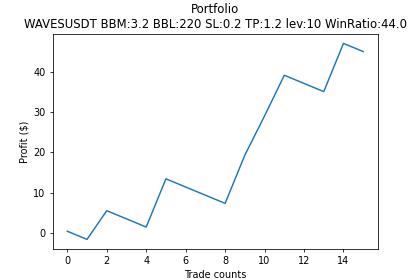 Portfolio
WAVESUSDT BBM:3.2 BBL:220 SL:0.2 TP:1.2 lev:10 WinRatio:44.0
40
30
20
10
0
Profit ($)
0 2 4 6 8 10 12 14
Trade counts